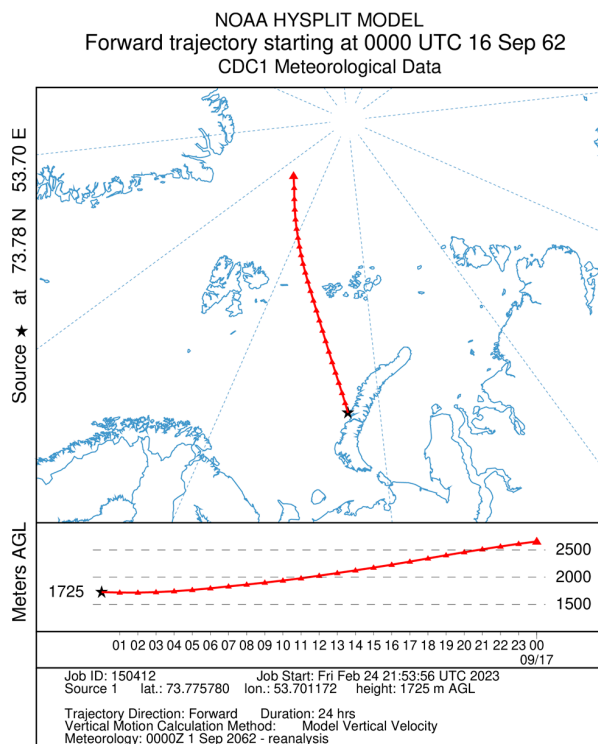 NOAA HYSPLIT MODEL
Forward trajectory starting at 0000 UTC 16 Sep 62
CDC1 Meteorological Data
Source ★ at 73.78 N 53.70 E
Meters AGL
1725
2500
2000
1500
01 02 03 04 05 06 07 08 09 10 11 12 13 14 15 16 17 18 19 20 21 22 23 00
09/17
Job ID: 150412 Job Start: Fri Feb 24 21:53:56 UTC 2023
Source 1 lat.: 73.775780 lon.: 53.701172 height: 1725 m AGL
Trajectory Direction: Forward Duration: 24 hrs
Vertical Motion Calculation Method: Model Vertical Velocity
Meteorology: 0000Z 1 Sep 2062 - reanalysis